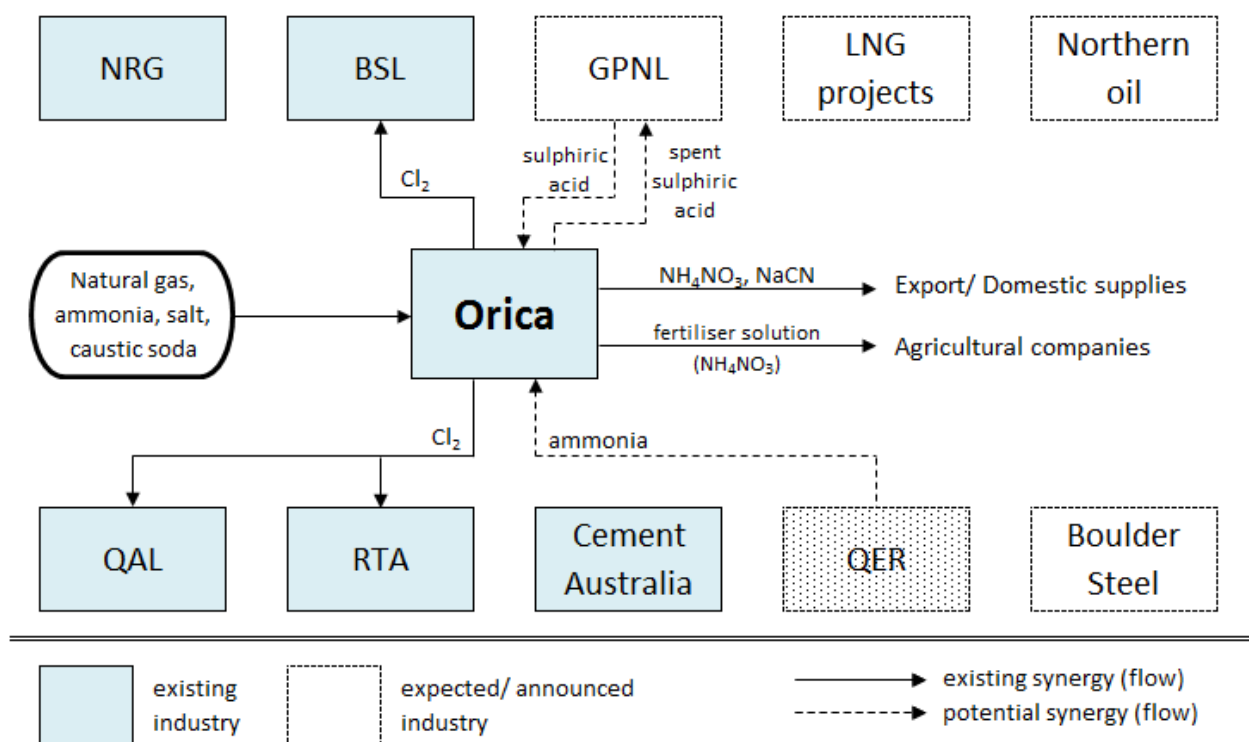 NRG
BSL
GPNL
LNG
projects
Northern
oil
sulphiric
acid
spent
sulphiric
acid
Cl₂
Natural gas,
ammonia, salt,
caustic soda
Orica
NH₄NO₃, NaCN
Export/ Domestic supplies
fertiliser solution
(NH₄NO₃)
Agricultural companies
Cl₂
ammonia
QAL
RTA
Cement
Australia
QER
Boulder
Steel
existing
industry
expected/ announced
industry
existing synergy (flow)
potential synergy (flow)